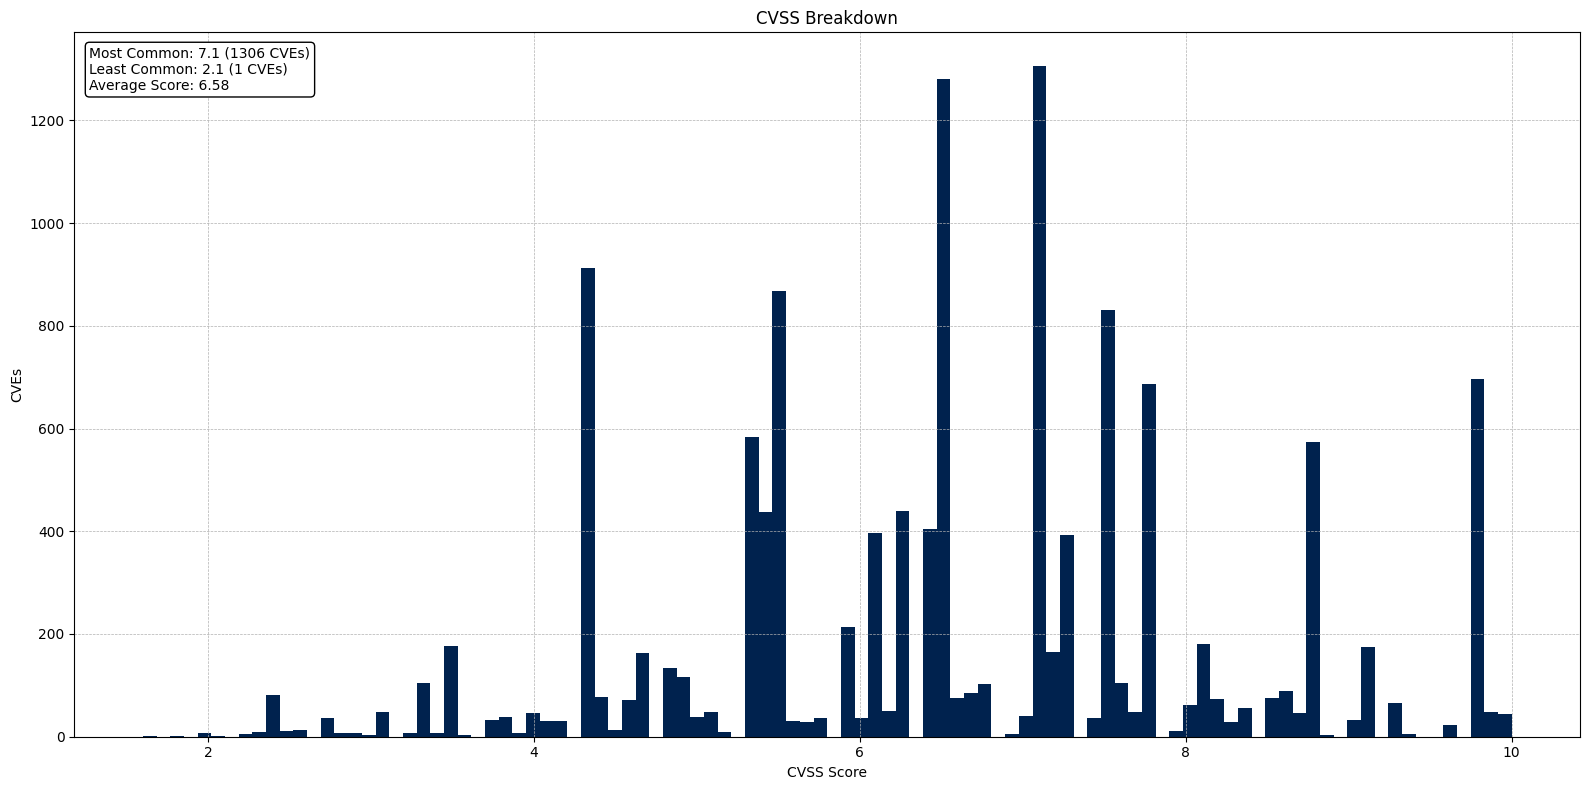 CVSS Breakdown
Most Common: 7.1 (1306 CVEs)
Least Common: 2.1 (1 CVEs)
Average Score: 6.58
1200
1000
800
600
400
200
0
CVEs
2 4 6 8 10
CVSS Score